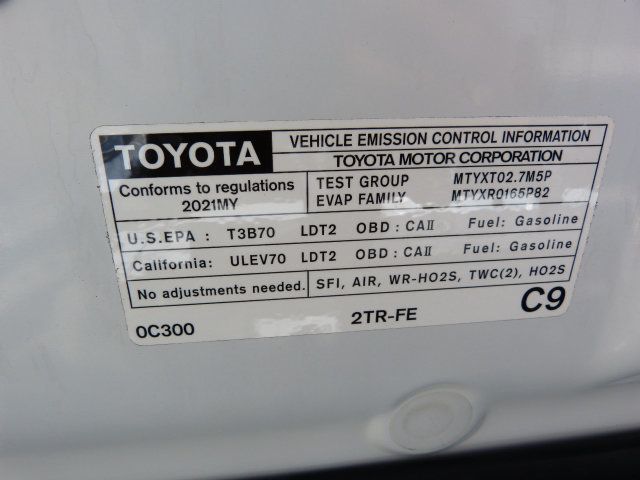 TOYOTA
VEHICLE EMISSION CONTROL INFORMATION
TOYOTA MOTOR CORPORATION
Conforms to regulations
2021MY
TEST GROUP MTYXT02.7M5P
EVAP FAMILY MTYXR0165P82
U.S.EPA : T3B70 LDT2 OBD : CAII Fuel: Gasoline
California: ULEV70 LDT2 OBD : CAII Fuel: Gasoline
No adjustments needed.
SFI, AIR, WR-HO2S, TWC(2), HO2S
0C300
2TR-FE
C9